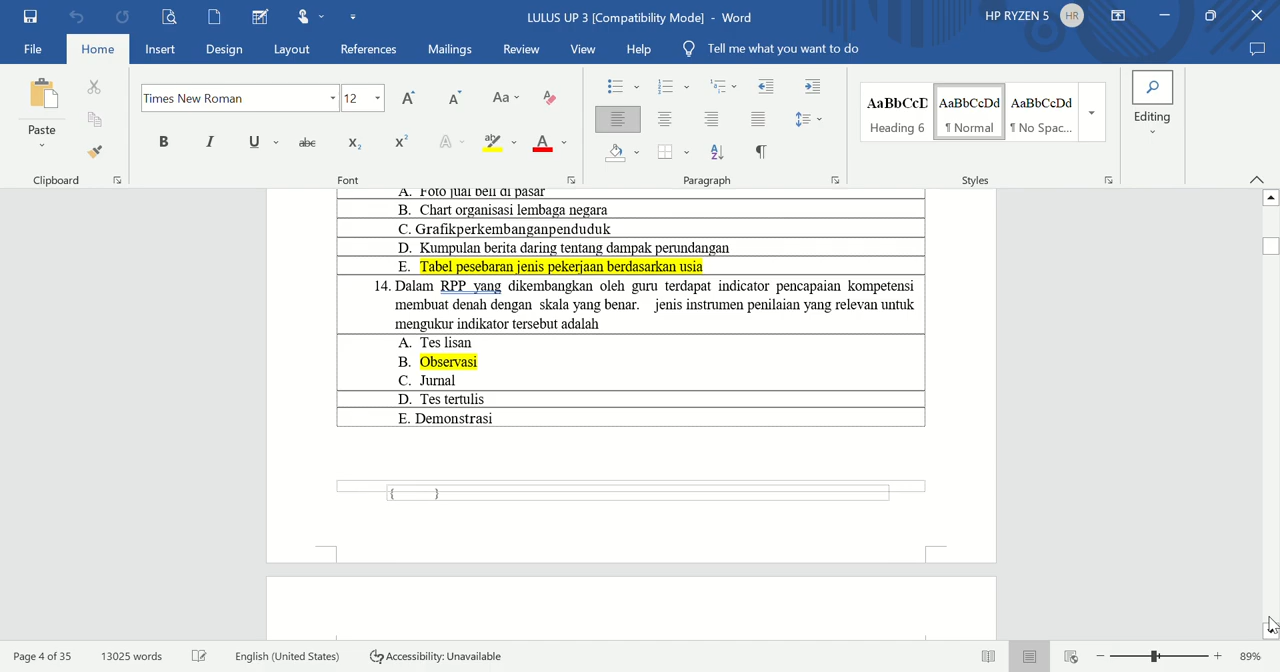 LULUS UP 3 [Compatibility Mode] - Word
HP RYZEN 5 HR
File Home Insert Design Layout References Mailings Review View Help Tell me what you want to do
Paste
Clipboard
Times New Roman 12
Font
Paragraph
AaBbCcD AaBbCcDd AaBbCcDd
Heading 6 ¶ Normal ¶ No Spac...
Styles
Editing
A. Foto jual beli di pasar
B. Chart organisasi lembaga negara
C. Grafikperkembanganpenduduk
D. Kumpulan berita daring tentang dampak perundangan
E. Tabel pesebaran jenis pekerjaan berdasarkan usia
14. Dalam RPP yang dikembangkan oleh guru terdapat indicator pencapaian kompetensi
membuat denah dengan skala yang benar. jenis instrumen penilaian yang relevan untuk
mengukur indikator tersebut adalah
A. Tes lisan
B. Observasi
C. Jurnal
D. Tes tertulis
E. Demonstrasi
{ }
Page 4 of 35 13025 words English (United States) Accessibility: Unavailable 89%